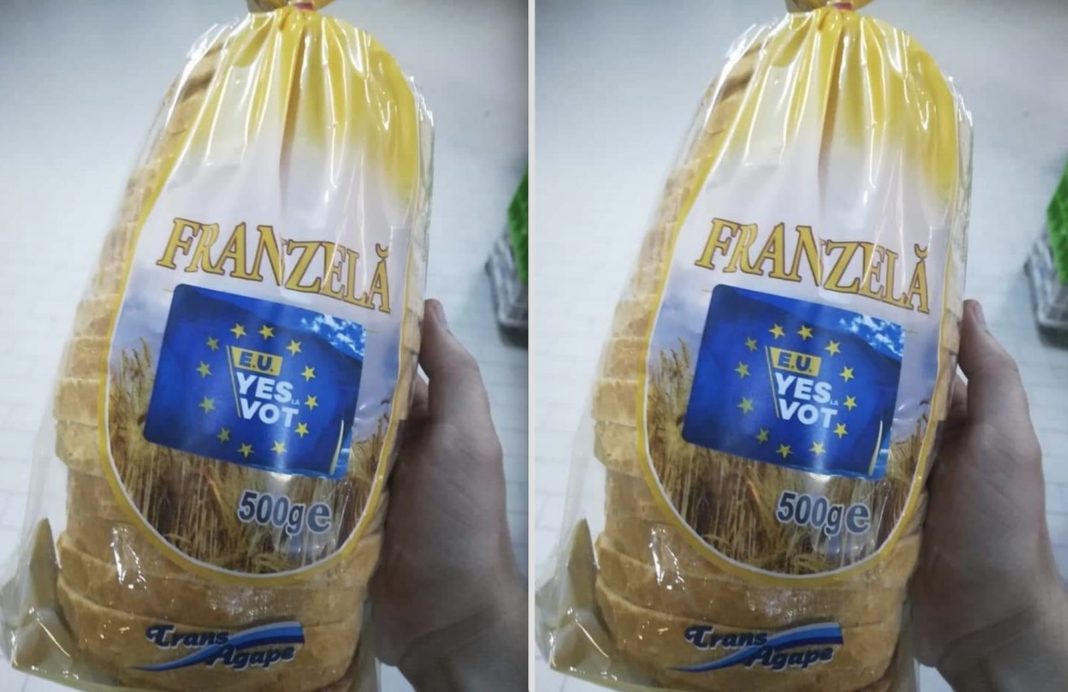 FRANZELĂ
E.U.
YES LA
VOT
500g e
Trans
Agape
FRANZELĂ
E.U.
YES LA
VOT
500g e
Trans
Agape